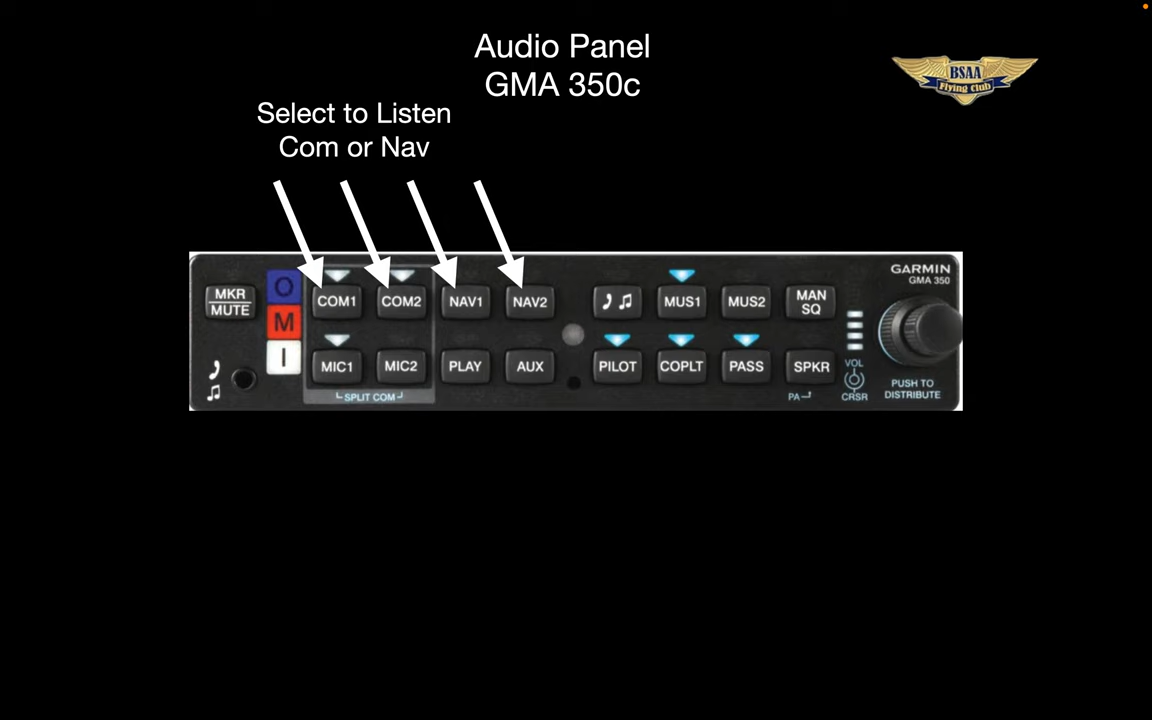 Audio Panel
GMA 350c
BSAA
Flying Club
Select to Listen
Com or Nav
GARMIN
GMA 350
MKR
MUTE
O
M
I
COM1 COM2 NAV1 NAV2
MUS1 MUS2 MAN
SQ
MIC1 MIC2 PLAY AUX PILOT COPLT PASS SPKR
SPLIT COM
PA
VOL
CRSR
PUSH TO
DISTRIBUTE